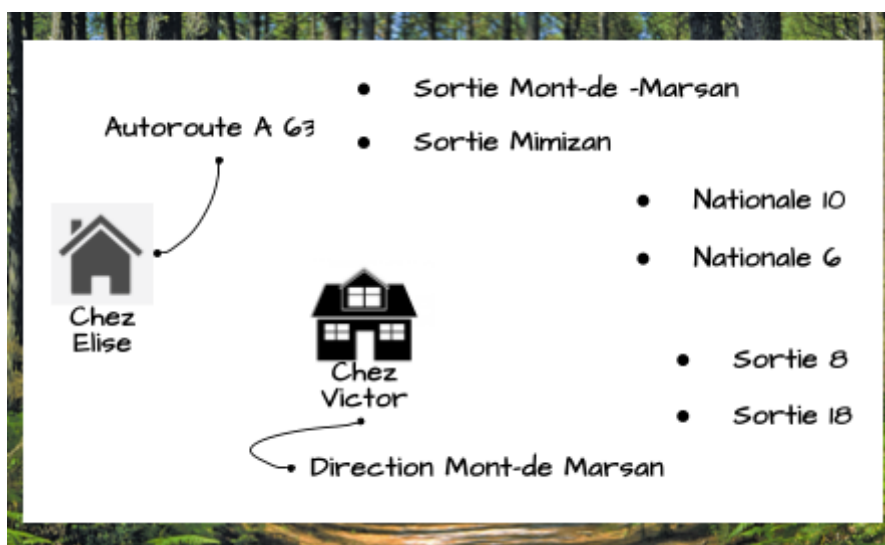 Sortie Mont-de -Marsan
Autoroute A 63
Sortie Mimizan
Nationale 10
Nationale 6
Chez
Elise
Sortie 8
Chez
Victor
Sortie 18
Direction Mont-de Marsan